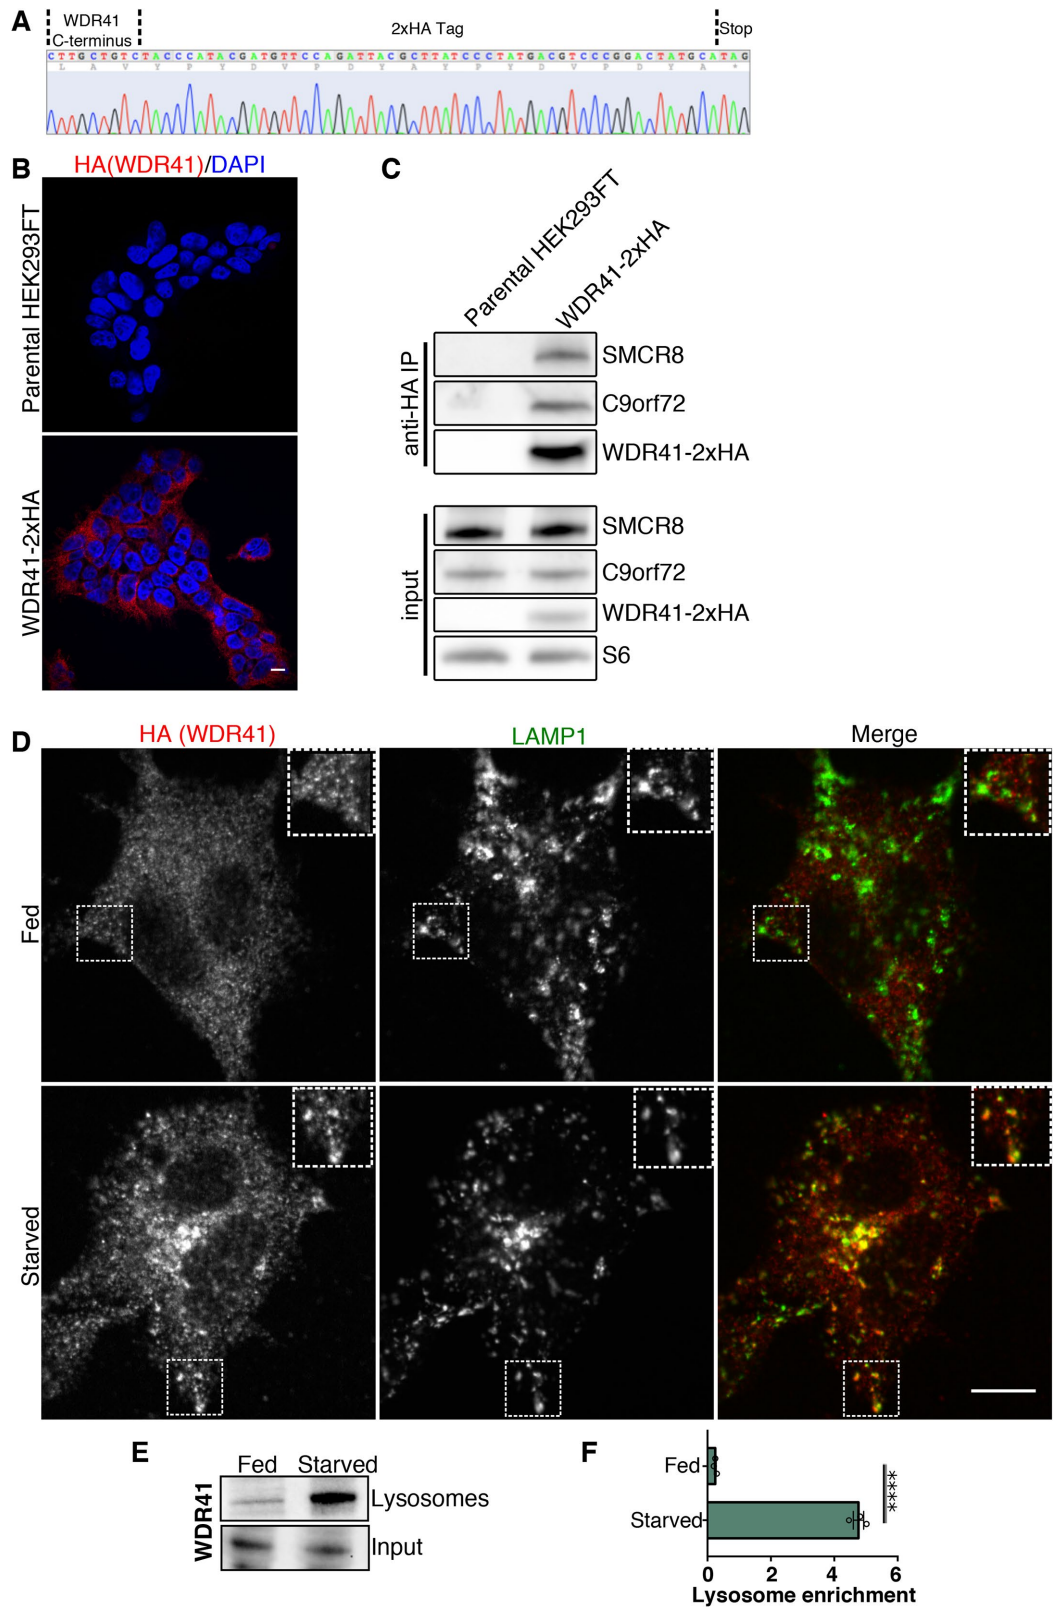 A
WDR41
C-terminus
2xHA Tag
Stop
CTTGCTGTCTACCCATACGATGTTCCAGATTACGCTTATCCCTATGACGTCCCGGACTATGCATAG
L A V Y P Y D V P D Y A Y P Y D V P D Y A *
B
HA(WDR41)/DAPI
Parental HEK293FT
WDR41-2xHA
C
Parental HEK293FT
WDR41-2xHA
anti-HA IP
SMCR8
C9orf72
WDR41-2xHA
input
SMCR8
C9orf72
WDR41-2xHA
S6
D
HA (WDR41)
LAMP1
Merge
Fed
Starved
E
Fed Starved
WDR41
Lysosomes
Input
F
Fed
Starved
****
0 2 4 6
Lysosome enrichment